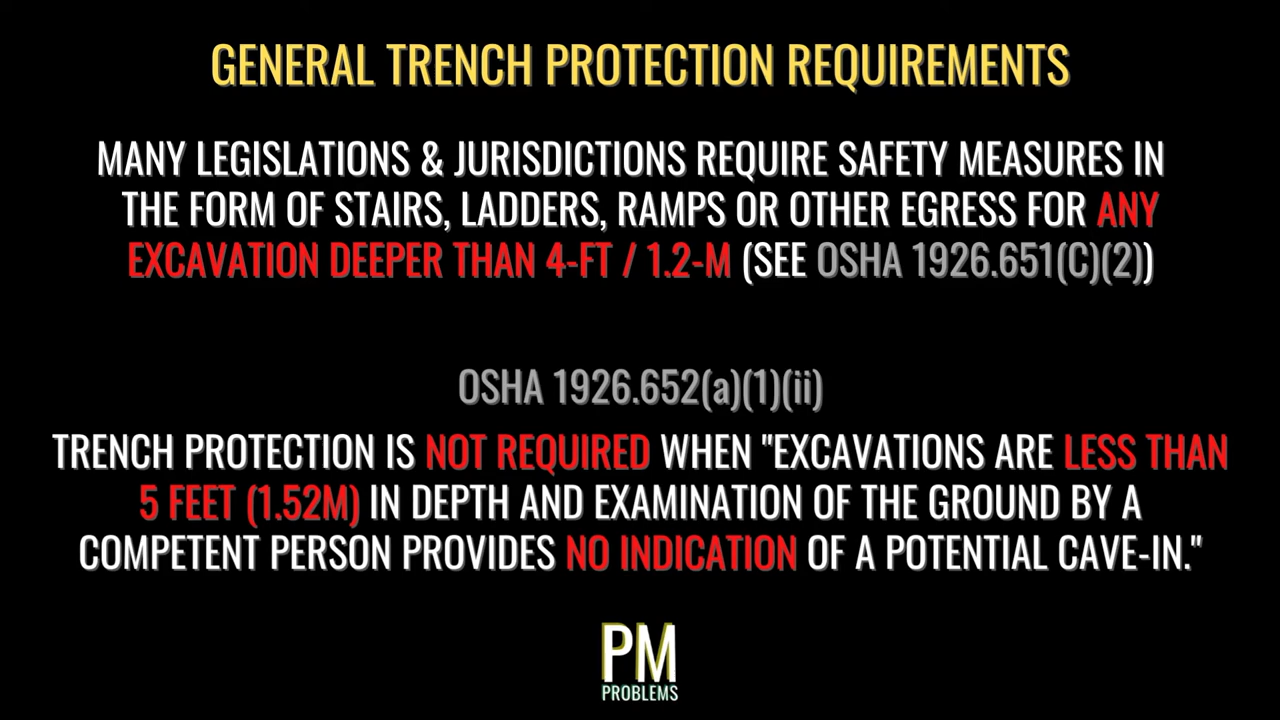 GENERAL TRENCH PROTECTION REQUIREMENTS
MANY LEGISLATIONS & JURISDICTIONS REQUIRE SAFETY MEASURES IN
THE FORM OF STAIRS, LADDERS, RAMPS OR OTHER EGRESS FOR ANY
EXCAVATION DEEPER THAN 4-FT / 1.2-M (SEE OSHA 1926.651(C)(2))
OSHA 1926.652(a)(1)(ii)
TRENCH PROTECTION IS NOT REQUIRED WHEN "EXCAVATIONS ARE LESS THAN
5 FEET (1.52M) IN DEPTH AND EXAMINATION OF THE GROUND BY A
COMPETENT PERSON PROVIDES NO INDICATION OF A POTENTIAL CAVE-IN."
PM
PROBLEMS